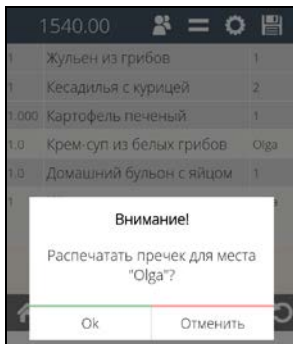 1540.00
1 Жульен из грибов 1
1 Кесадилья с курицей 2
1.000 Картофель печеный 1
1.0 Крем-суп из белых грибов Olga
1.0 Домашний бульон с яйцом 1
1
Внимание!
Распечатать пречек для места
"Olga"?
Ok Отменить